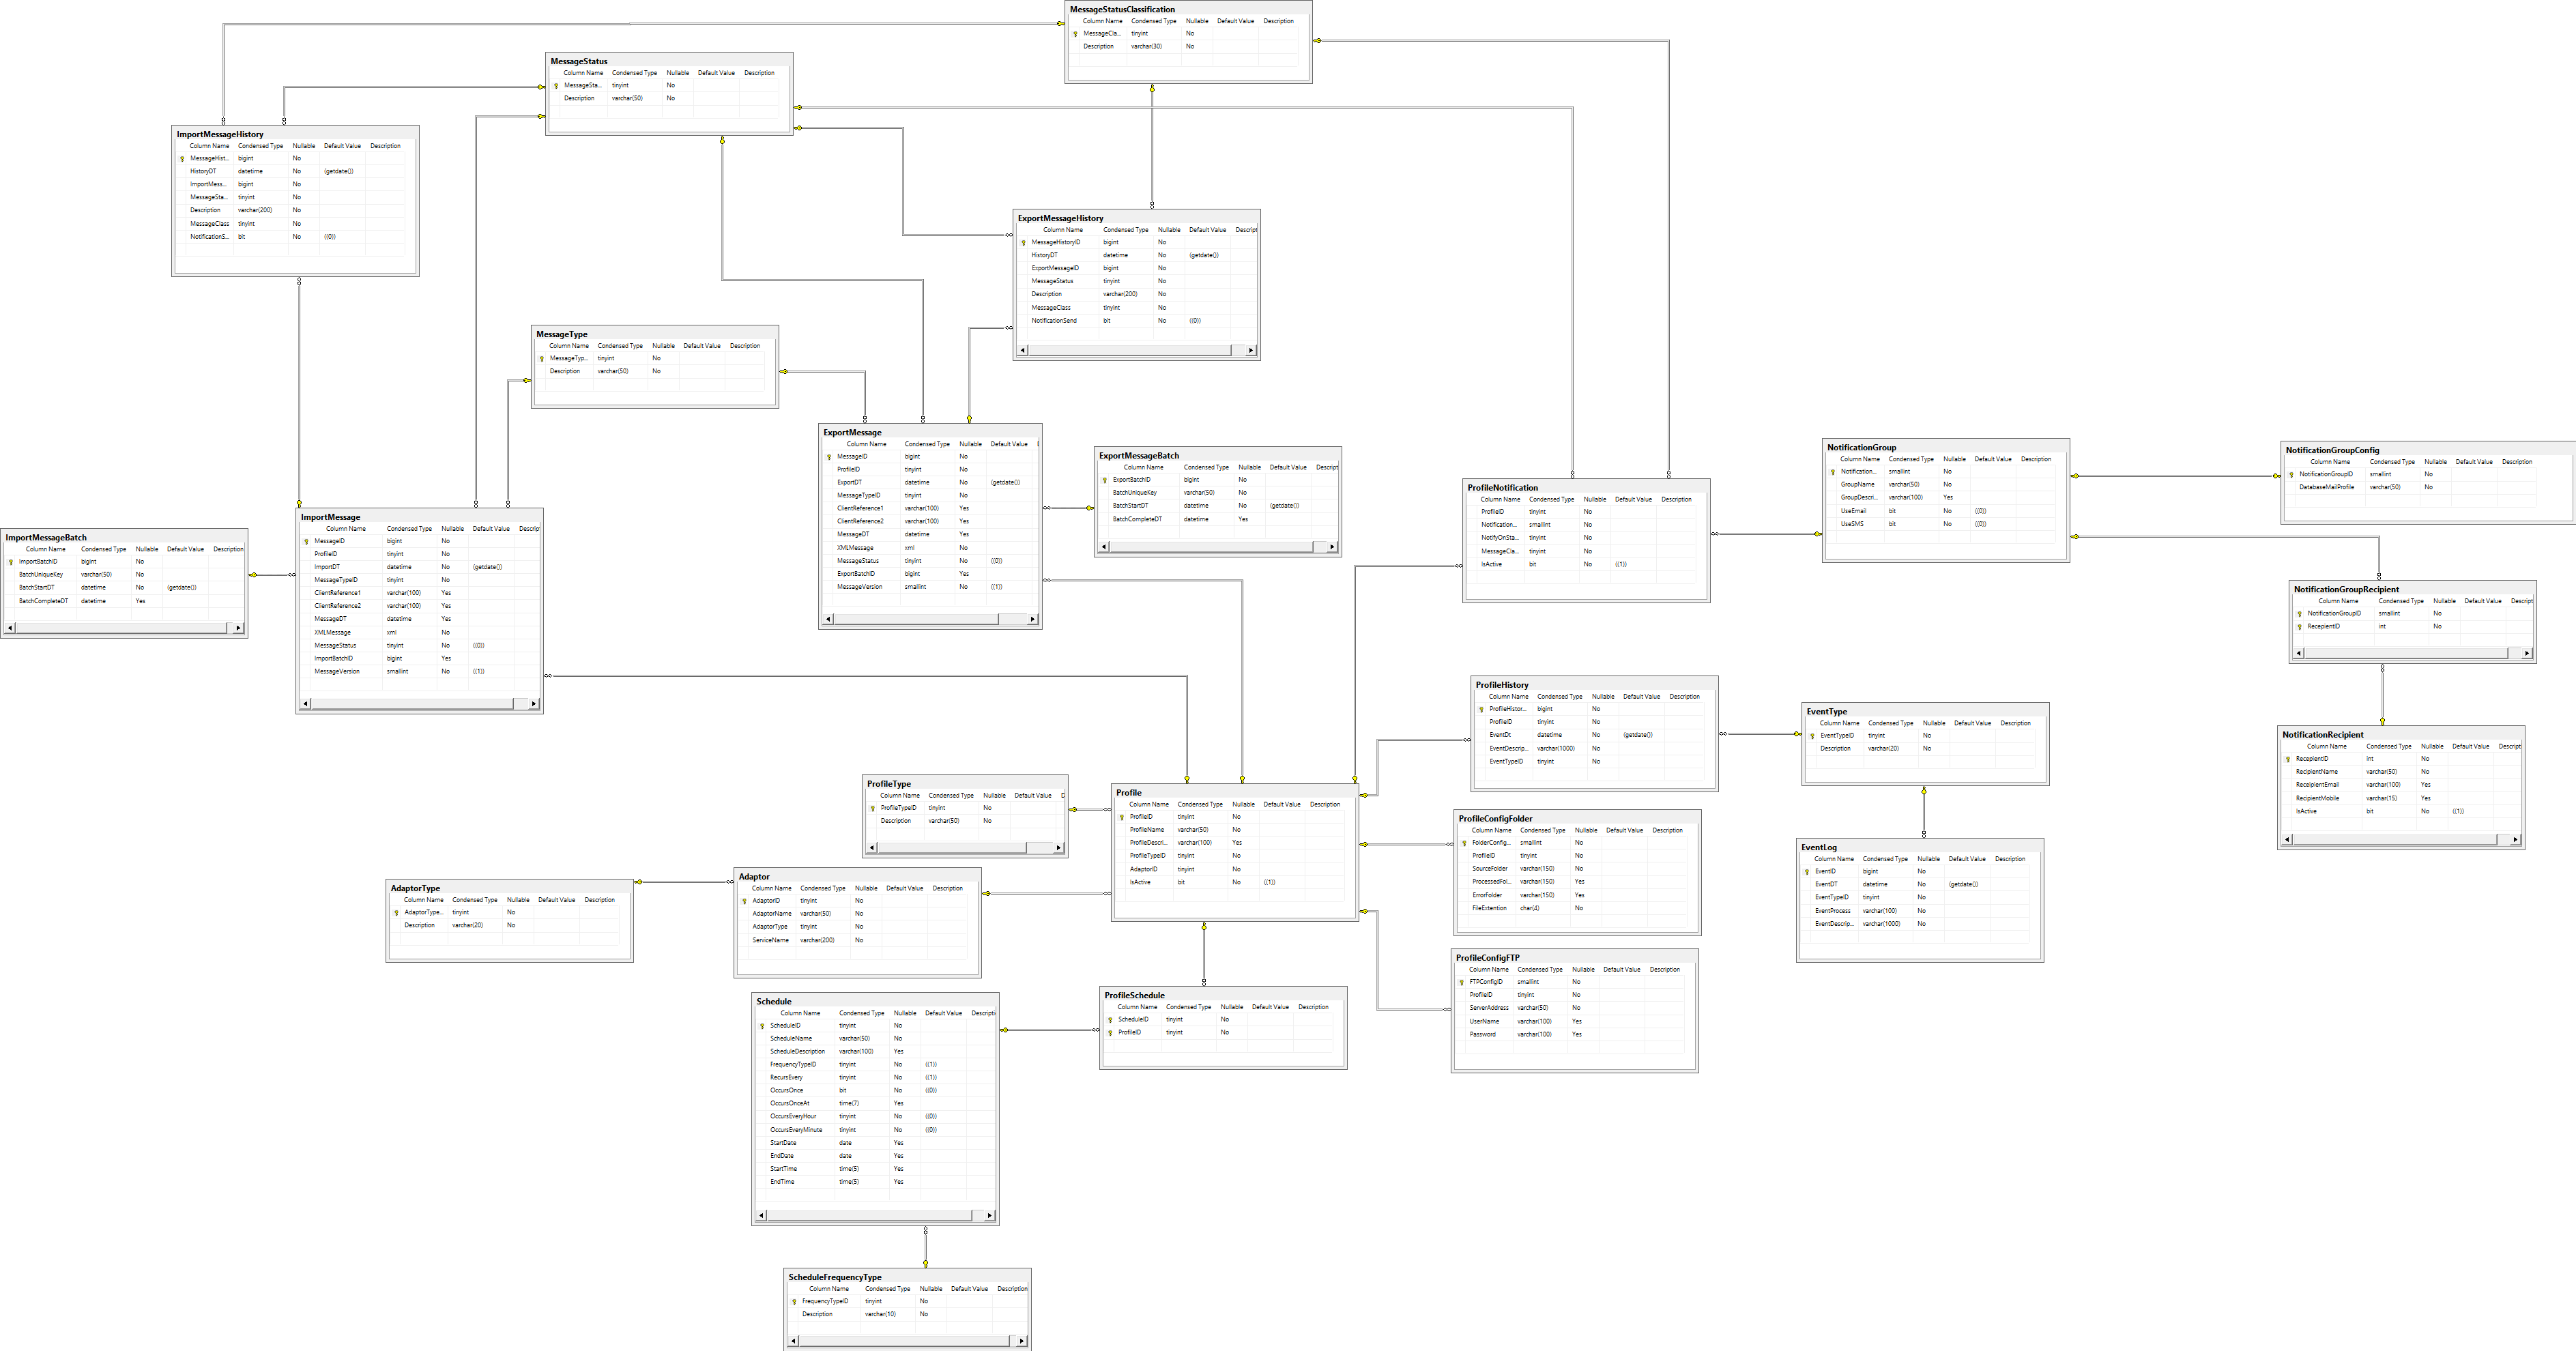 MessageStatusClassification
Column Name Condensed Type Nullable Default Value Description
MessageCla... tinyint No
Description varchar(30) No
MessageStatus
Column Name Condensed Type Nullable Default Value Description
MessageSta... tinyint No
Description varchar(50) No
ImportMessageHistory
Column Name Condensed Type Nullable Default Value Description
MessageHist... bigint No
HistoryDT datetime No (getdate())
ImportMess... bigint No
MessageSta... tinyint No
Description varchar(200) No
MessageClass tinyint No
NotificationS... bit No ((0))
ExportMessageHistory
Column Name Condensed Type Nullable Default Value Descript
MessageHistoryID bigint No
HistoryDT datetime No (getdate())
ExportMessageID bigint No
MessageStatus tinyint No
Description varchar(200) No
MessageClass tinyint No
NotificationSend bit No ((0))
MessageType
Column Name Condensed Type Nullable Default Value Description
MessageTyp... tinyint No
Description varchar(50) No
ExportMessage
Column Name Condensed Type Nullable Default Value
MessageID bigint No
ProfileID tinyint No
ExportDT datetime No (getdate())
MessageTypeID tinyint No
ClientReference1 varchar(100) Yes
ClientReference2 varchar(100) Yes
MessageDT datetime Yes
XMLMessage xml No
MessageStatus tinyint No ((0))
ExportBatchID bigint Yes
MessageVersion smallint No ((1))
ExportMessageBatch
Column Name Condensed Type Nullable Default Value Descript
ExportBatchID bigint No
BatchUniqueKey varchar(50) No
BatchStartDT datetime No (getdate())
BatchCompleteDT datetime Yes
NotificationGroup
Column Name Condensed Type Nullable Default Value Description
Notification... smallint No
GroupName varchar(50) No
GroupDescri... varchar(100) Yes
UseEmail bit No ((0))
UseSMS bit No ((0))
NotificationGroupConfig
Column Name Condensed Type Nullable Default Value Description
NotificationGroupID smallint No
DatabaseMailProfile varchar(50) No
ProfileNotification
Column Name Condensed Type Nullable Default Value Description
ProfileID tinyint No
Notification... smallint No
NotifyOnSta... tinyint No
MessageCla... tinyint No
IsActive bit No ((1))
ImportMessage
Column Name Condensed Type Nullable Default Value Descrip
MessageID bigint No
ProfileID tinyint No
ImportDT datetime No (getdate())
MessageTypeID tinyint No
ClientReference1 varchar(100) Yes
ClientReference2 varchar(100) Yes
MessageDT datetime Yes
XMLMessage xml No
MessageStatus tinyint No ((0))
ImportBatchID bigint Yes
MessageVersion smallint No ((1))
ImportMessageBatch
Column Name Condensed Type Nullable Default Value Description
ImportBatchID bigint No
BatchUniqueKey varchar(50) No
BatchStartDT datetime No (getdate())
BatchCompleteDT datetime Yes
NotificationGroupRecipient
Column Name Condensed Type Nullable Default Value Descript
NotificationGroupID smallint No
RecepientID int No
ProfileHistory
Column Name Condensed Type Nullable Default Value Description
ProfileHistor... bigint No
ProfileID tinyint No
EventDt datetime No (getdate())
EventDescrip... varchar(1000) No
EventTypeID tinyint No
EventType
Column Name Condensed Type Nullable Default Value Description
EventTypeID tinyint No
Description varchar(20) No
NotificationRecipient
Column Name Condensed Type Nullable Default Value Descripti
RecepientID int No
RecipientName varchar(50) No
ReceipientEmail varchar(100) Yes
RecipientMobile varchar(15) Yes
IsActive bit No ((1))
ProfileType
Column Name Condensed Type Nullable Default Value D
ProfileTypeID tinyint No
Description varchar(50) No
Profile
Column Name Condensed Type Nullable Default Value Description
ProfileID tinyint No
ProfileName varchar(50) No
ProfileDescri... varchar(100) Yes
ProfileTypeID tinyint No
AdaptorID tinyint No
IsActive bit No ((1))
ProfileConfigFolder
Column Name Condensed Type Nullable Default Value Description
FolderConfig... smallint No
ProfileID tinyint No
SourceFolder varchar(150) No
ProcessedFol... varchar(150) Yes
ErrorFolder varchar(150) Yes
FileExtention char(4) No
EventLog
Column Name Condensed Type Nullable Default Value Description
EventID bigint No
EventDT datetime No (getdate())
EventTypeID tinyint No
EventProcess varchar(100) No
EventDescrip... varchar(1000) No
AdaptorType
Column Name Condensed Type Nullable Default Value Description
AdaptorType... tinyint No
Description varchar(20) No
Adaptor
Column Name Condensed Type Nullable Default Value Description
AdaptorID tinyint No
AdaptorName varchar(50) No
AdaptorType tinyint No
ServiceName varchar(200) No
ProfileConfigFTP
Column Name Condensed Type Nullable Default Value Description
FTPConfigID smallint No
ProfileID tinyint No
ServerAddress varchar(50) No
UserName varchar(100) Yes
Password varchar(100) Yes
Schedule
Column Name Condensed Type Nullable Default Value Descripti
ScheduleID tinyint No
ScheduleName varchar(50) No
ScheduleDescription varchar(100) Yes
FrequencyTypeID tinyint No ((1))
RecursEvery tinyint No ((1))
OccursOnce bit No ((0))
OccursOnceAt time(7) Yes
OccursEveryHour tinyint No ((0))
OccursEveryMinute tinyint No ((0))
StartDate date Yes
EndDate date Yes
StartTime time(5) Yes
EndTime time(5) Yes
ProfileSchedule
Column Name Condensed Type Nullable Default Value Description
ScheduleID tinyint No
ProfileID tinyint No
ScheduleFrequencyType
Column Name Condensed Type Nullable Default Value Description
FrequencyTypeID tinyint No
Description varchar(10) No